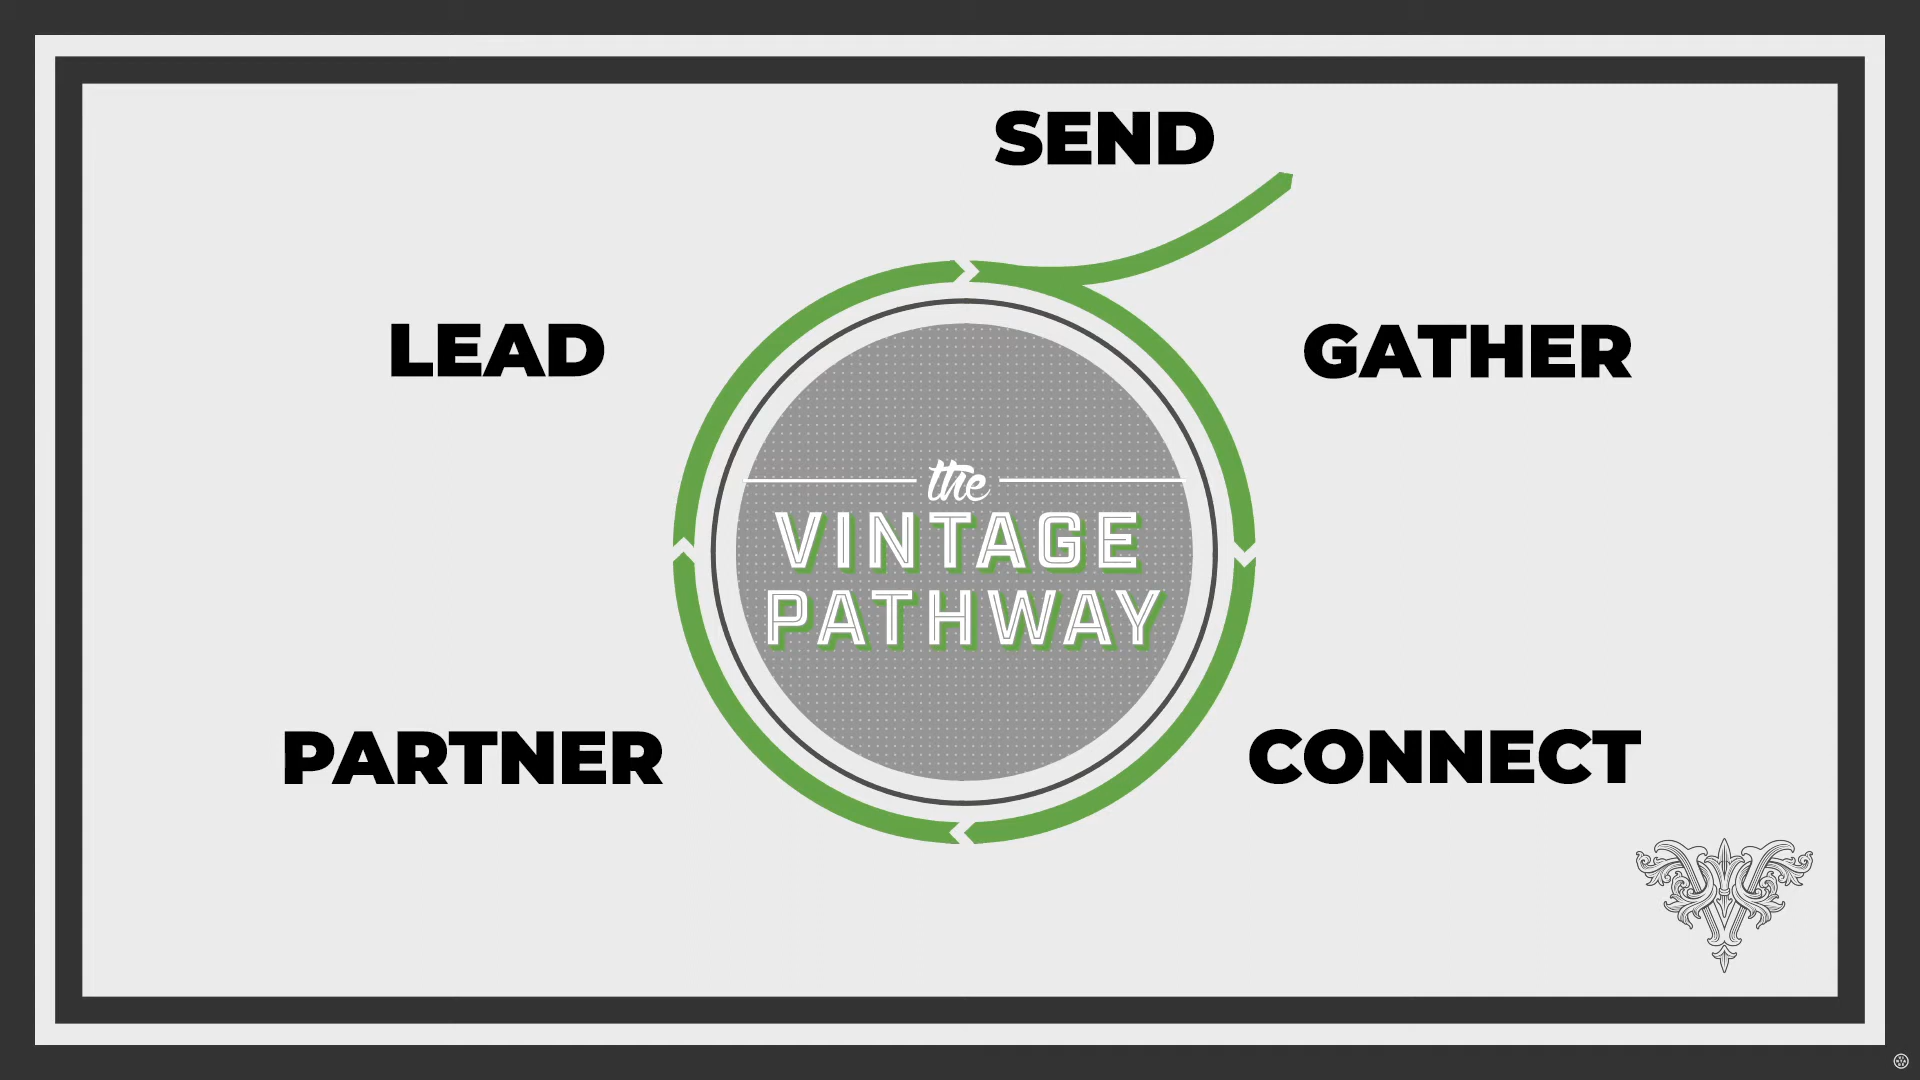 SEND
LEAD
GATHER
the
VINTAGE
PATHWAY
PARTNER
CONNECT